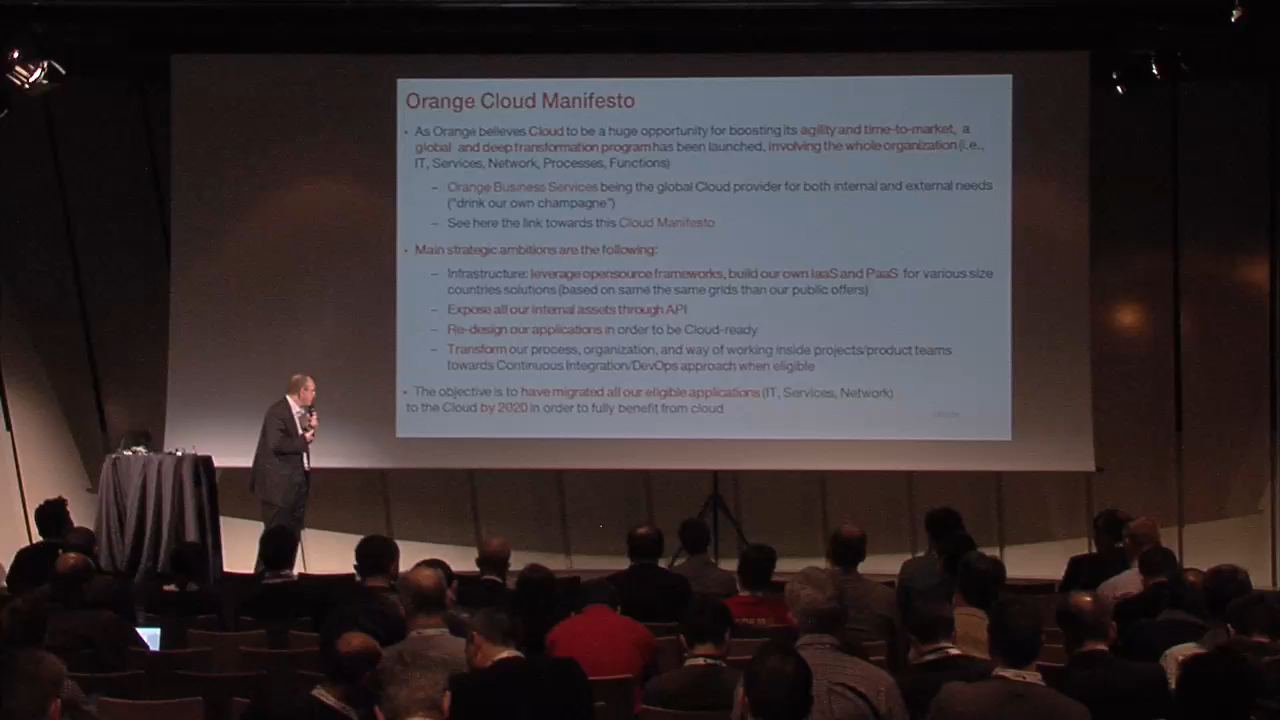 Orange Cloud Manifesto
• As Orange believes Cloud to be a huge opportunity for boosting its agility and time-to-market, a
global and deep transformation program has been launched, involving the whole organization (i.e.,
IT, Services, Network, Processes, Functions)
– Orange Business Services being the global Cloud provider for both internal and external needs
("drink our own champagne")
– See here the link towards this Cloud Manifesto
• Main strategic ambitions are the following:
– Infrastructure: leverage opensource frameworks, build our own IaaS and PaaS for various size
countries solutions (based on same the same grids than our public offers)
– Expose all our internal assets through API
– Re-design our applications in order to be Cloud-ready
– Transform our process, organization, and way of working inside projects/product teams
towards Continuous Integration/DevOps approach when eligible
• The objective is to have migrated all our eligible applications (IT, Services, Network)
to the Cloud by 2020 in order to fully benefit from cloud